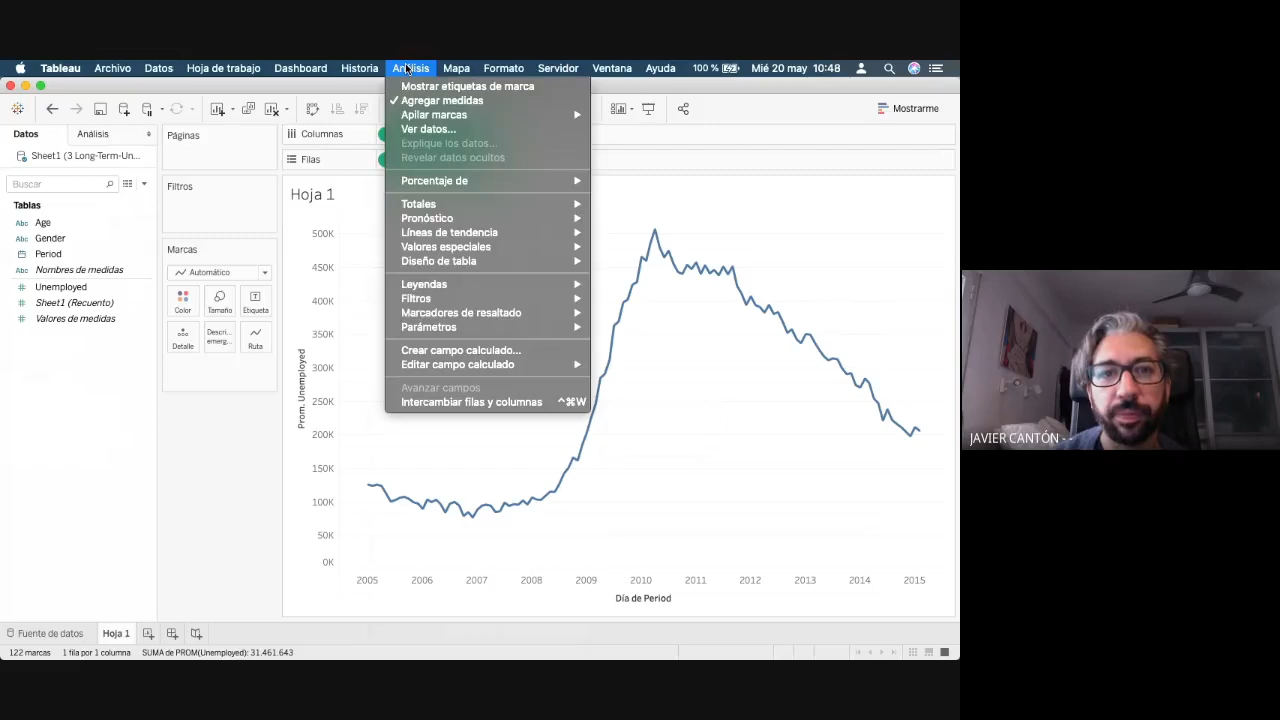 Tableau Archivo Datos Hoja de trabajo Dashboard Historia Análisis Mapa Formato Servidor Ventana Ayuda 100 % Mié 20 may 10:48
Mostrarme
Datos Análisis
Sheet1 (3 Long-Term-Un...
Buscar
Tablas
Abc Age
Abc Gender
Period
Abc Nombres de medidas
Unemployed
Sheet1 (Recuento)
Valores de medidas
Páginas
Filtros
Marcas
Automático
Color Tamaño Etiqueta
Detalle Descri... emerg... Ruta
Columnas
Filas
Mostrar etiquetas de marca
✓ Agregar medidas
Apilar marcas
Ver datos...
Explique los datos...
Revelar datos ocultos
Porcentaje de
Totales
Pronóstico
Líneas de tendencia
Valores especiales
Diseño de tabla
Leyendas
Filtros
Marcadores de resaltado
Parámetros
Crear campo calculado...
Editar campo calculado
Avanzar campos
Intercambiar filas y columnas ^⌘W
Hoja 1
500K
450K
400K
350K
300K
250K
200K
150K
100K
50K
0K
Prom. Unemployed
2005 2006 2007 2008 2009 2010 2011 2012 2013 2014 2015
Día de Period
JAVIER CANTÓN - -
Fuente de datos Hoja 1
122 marcas 1 fila por 1 columna SUMA de PROM(Unemployed): 31.461.643